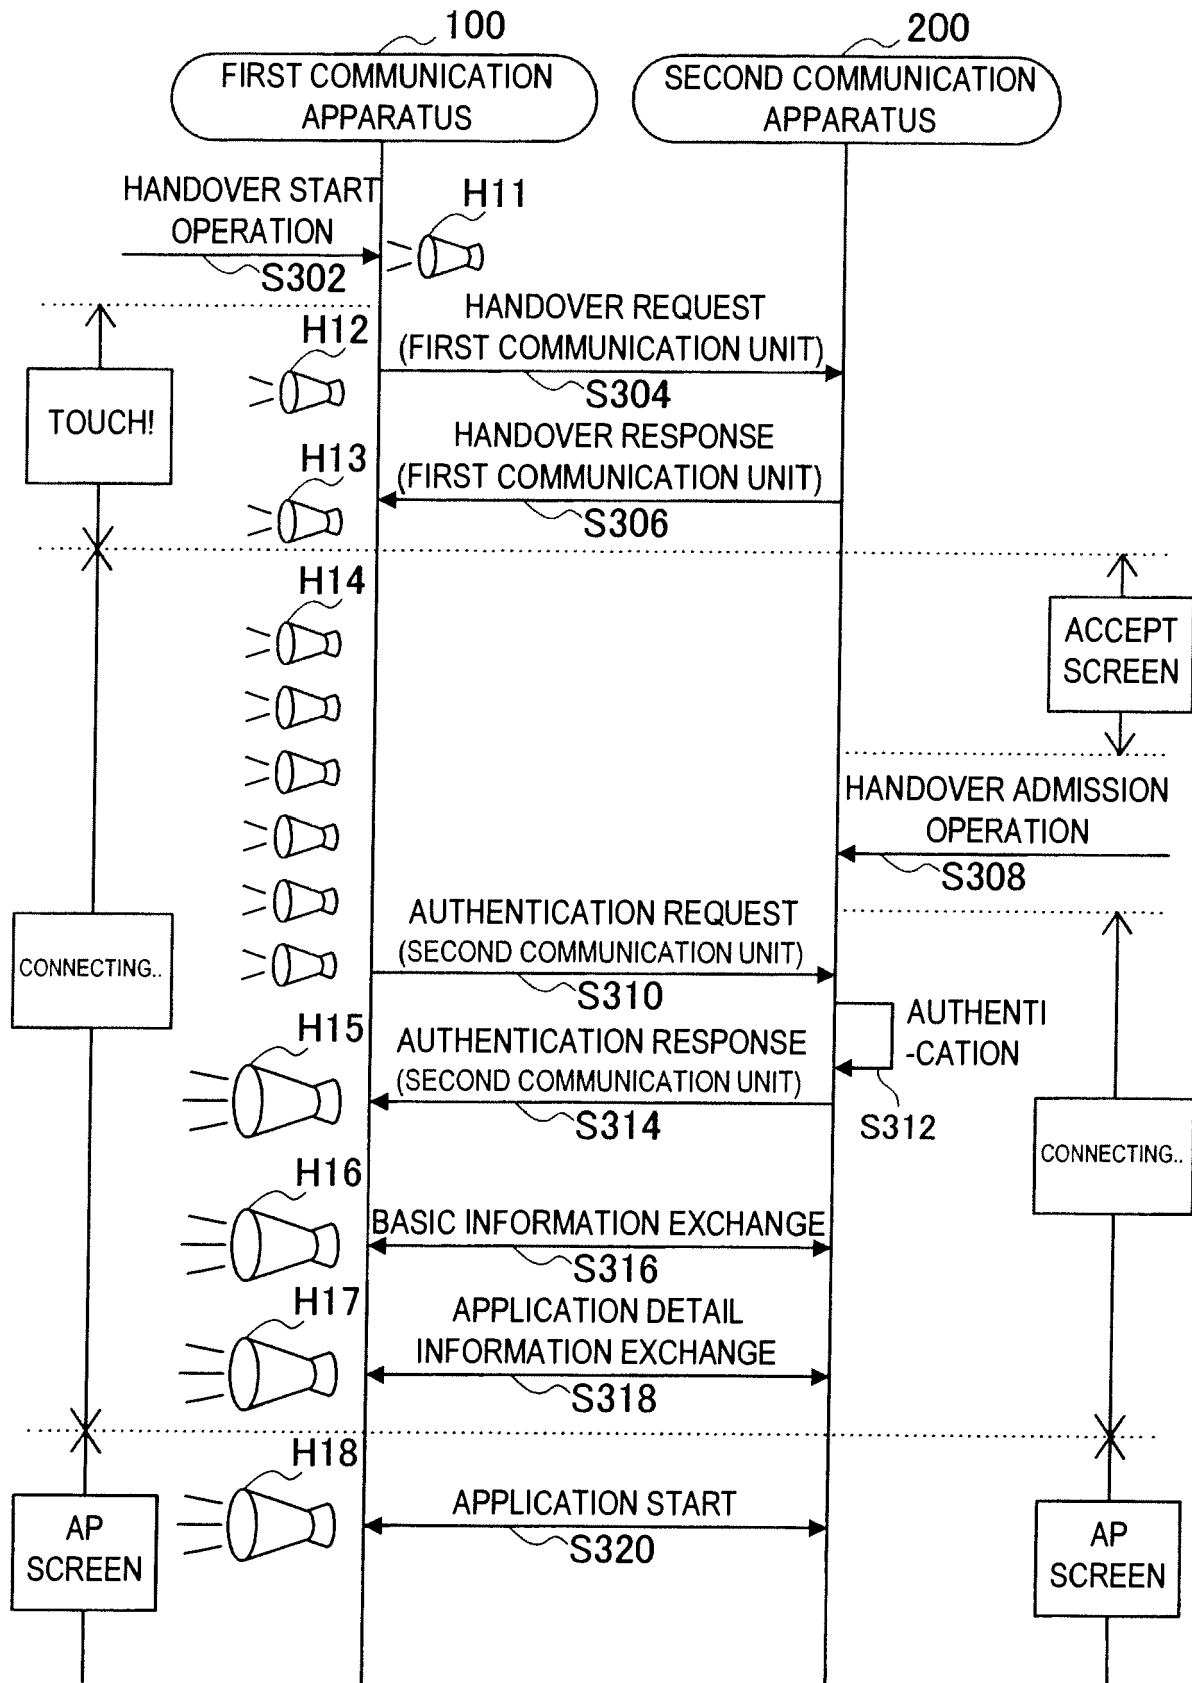 100
200
FIRST COMMUNICATION
APPARATUS
SECOND COMMUNICATION
APPARATUS
HANDOVER START
OPERATION
S302
H11
HANDOVER REQUEST
(FIRST COMMUNICATION UNIT)
S304
H12
TOUCH!
HANDOVER RESPONSE
(FIRST COMMUNICATION UNIT)
S306
H13
H14
ACCEPT
SCREEN
HANDOVER ADMISSION
OPERATION
S308
CONNECTING..
AUTHENTICATION REQUEST
(SECOND COMMUNICATION UNIT)
S310
AUTHENTI
-CATION
S312
H15
AUTHENTICATION RESPONSE
(SECOND COMMUNICATION UNIT)
S314
CONNECTING..
H16
BASIC INFORMATION EXCHANGE
S316
H17
APPLICATION DETAIL
INFORMATION EXCHANGE
S318
H18
APPLICATION START
S320
AP
SCREEN
AP
SCREEN